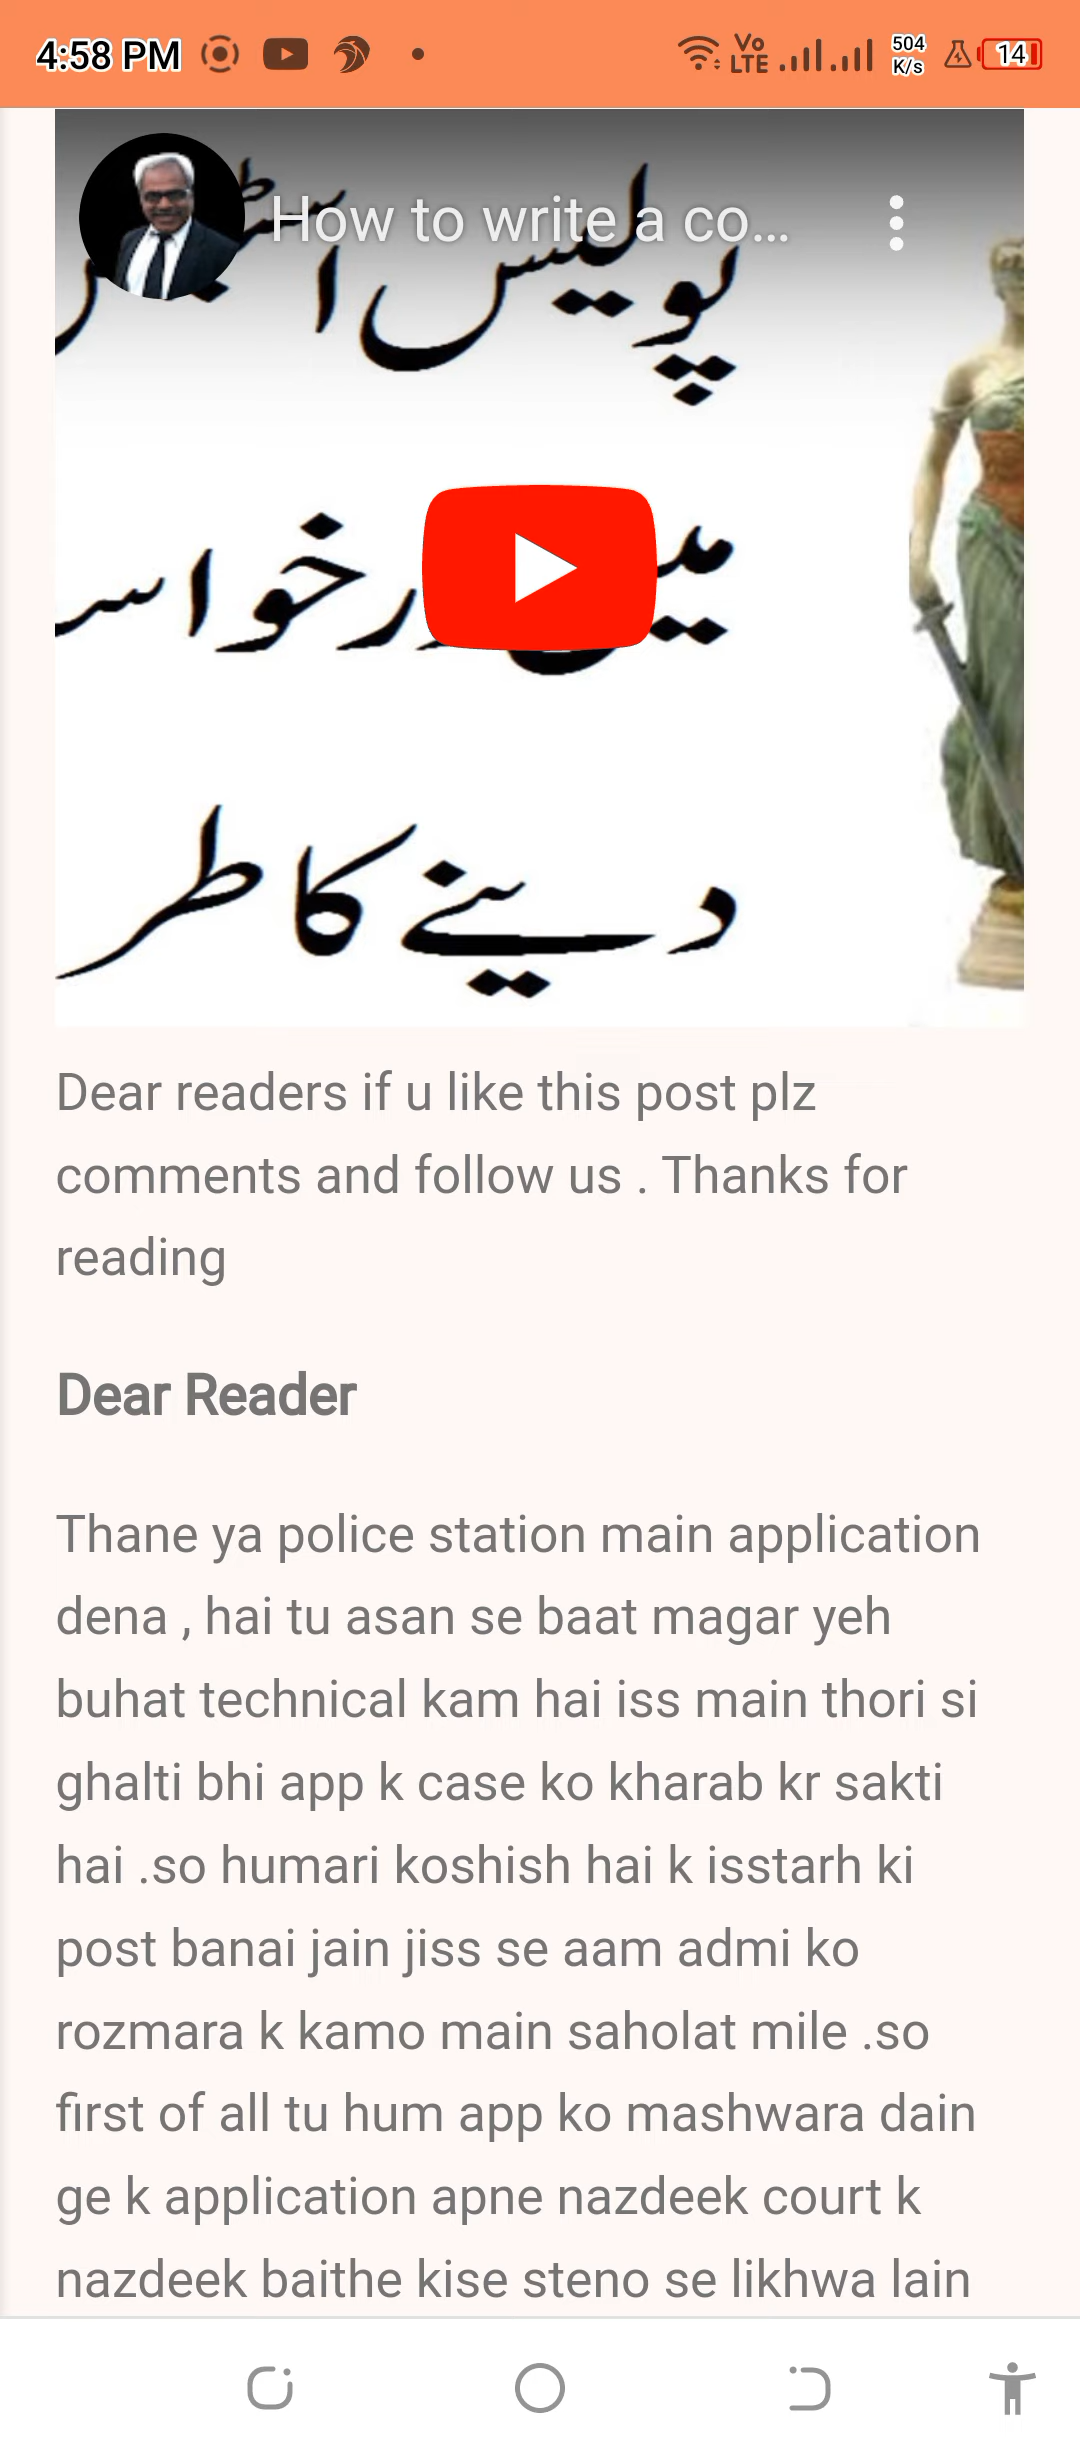 4:58 PM
Vo
LTE
504
K/s
14
How to write a co...
پولیس اسٹ
میں درخواس
دینے کا طر
Dear readers if u like this post plz
comments and follow us . Thanks for
reading
Dear Reader
Thane ya police station main application
dena , hai tu asan se baat magar yeh
buhat technical kam hai iss main thori si
ghalti bhi app k case ko kharab kr sakti
hai .so humari koshish hai k isstarh ki
post banai jain jiss se aam admi ko
rozmara k kamo main saholat mile .so
first of all tu hum app ko mashwara dain
ge k application apne nazdeek court k
nazdeek baithe kise steno se likhwa lain